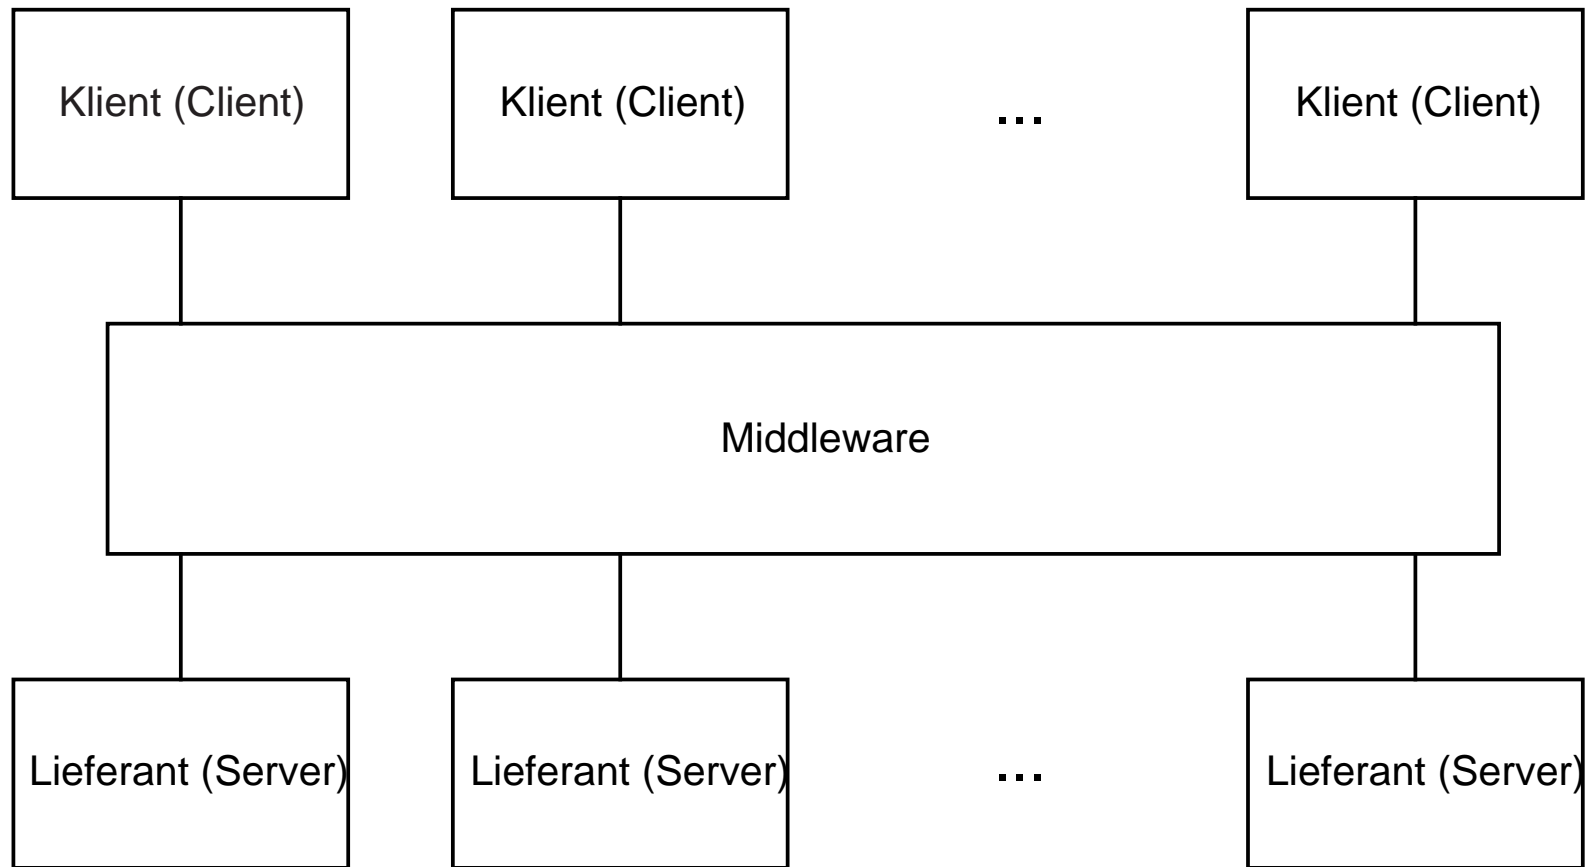 Klient (Client)
Klient (Client)
...
Klient (Client)
Middleware
Lieferant (Server)
Lieferant (Server)
...
Lieferant (Server)